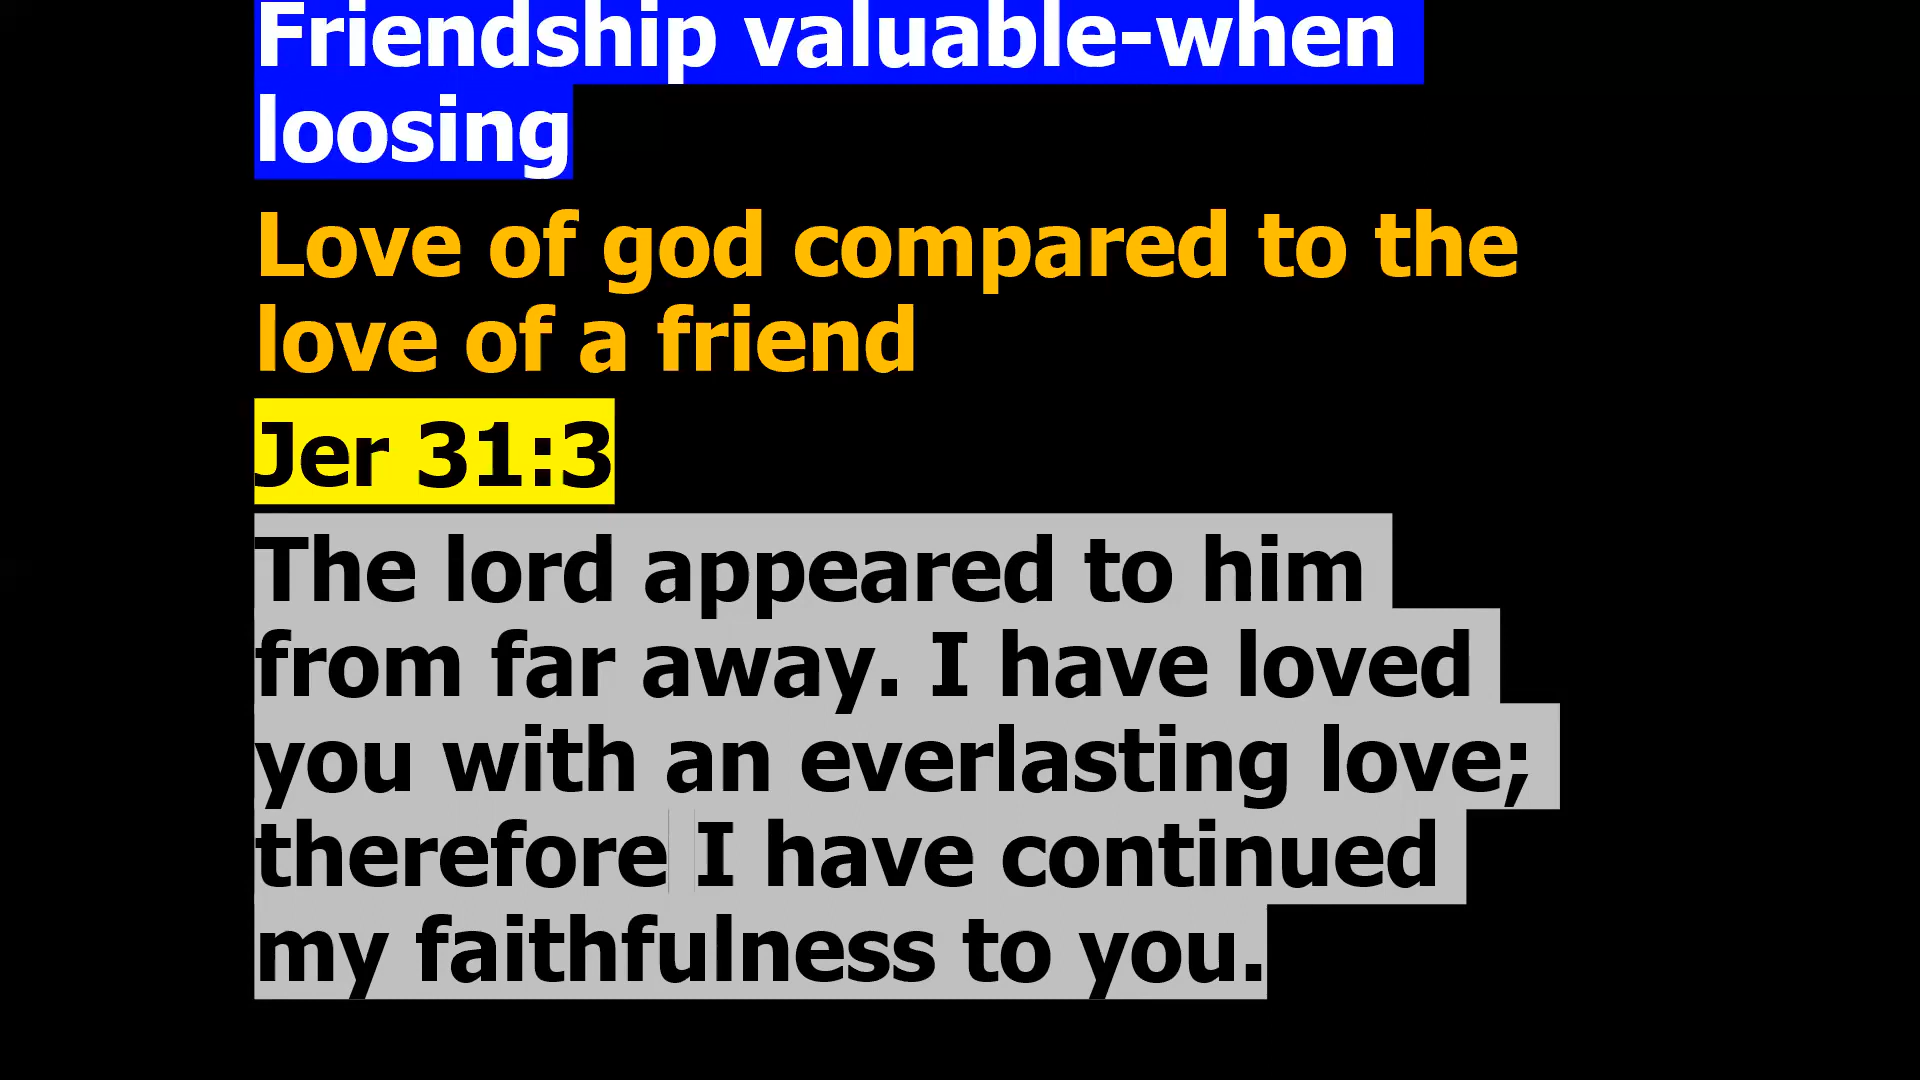 Friendship valuable-when
loosing
Love of god compared to the
love of a friend
Jer 31:3
The lord appeared to him
from far away. I have loved
you with an everlasting love;
therefore I have continued
my faithfulness to you.